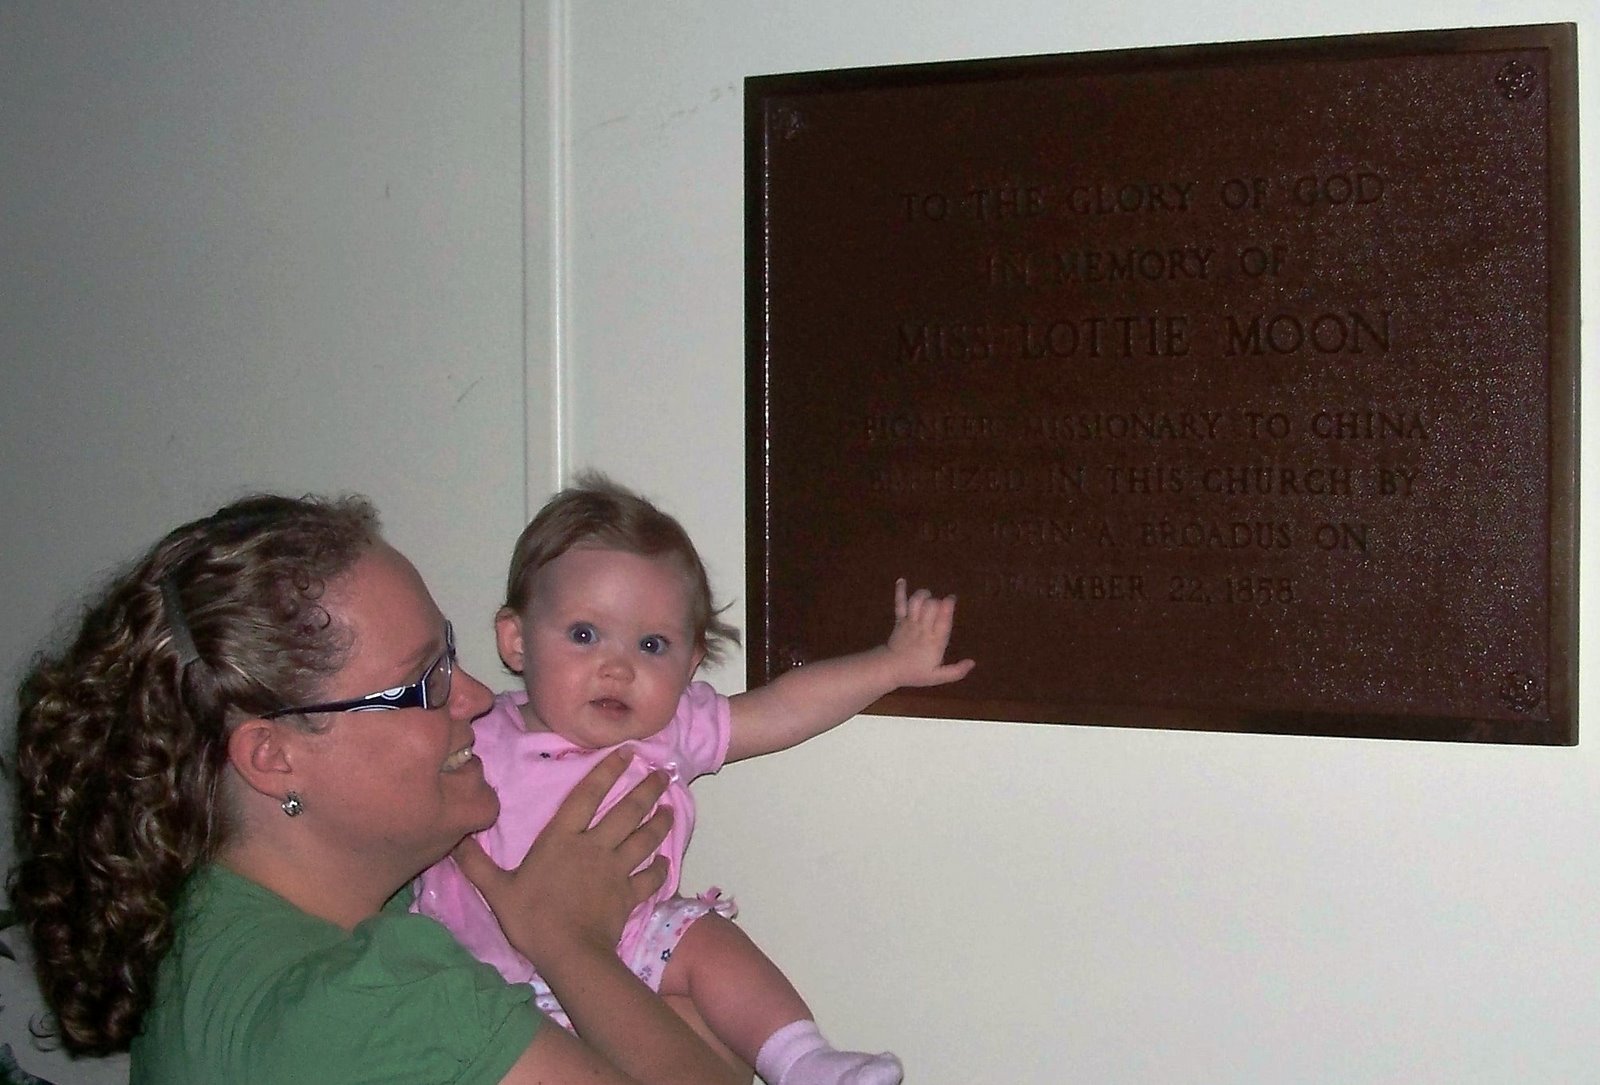 TO THE GLORY OF GOD
IN MEMORY OF
MISS LOTTIE MOON
PIONEER MISSIONARY TO CHINA
BAPTIZED IN THIS CHURCH BY
DR. JOHN A. BROADUS ON
DECEMBER 22, 1858